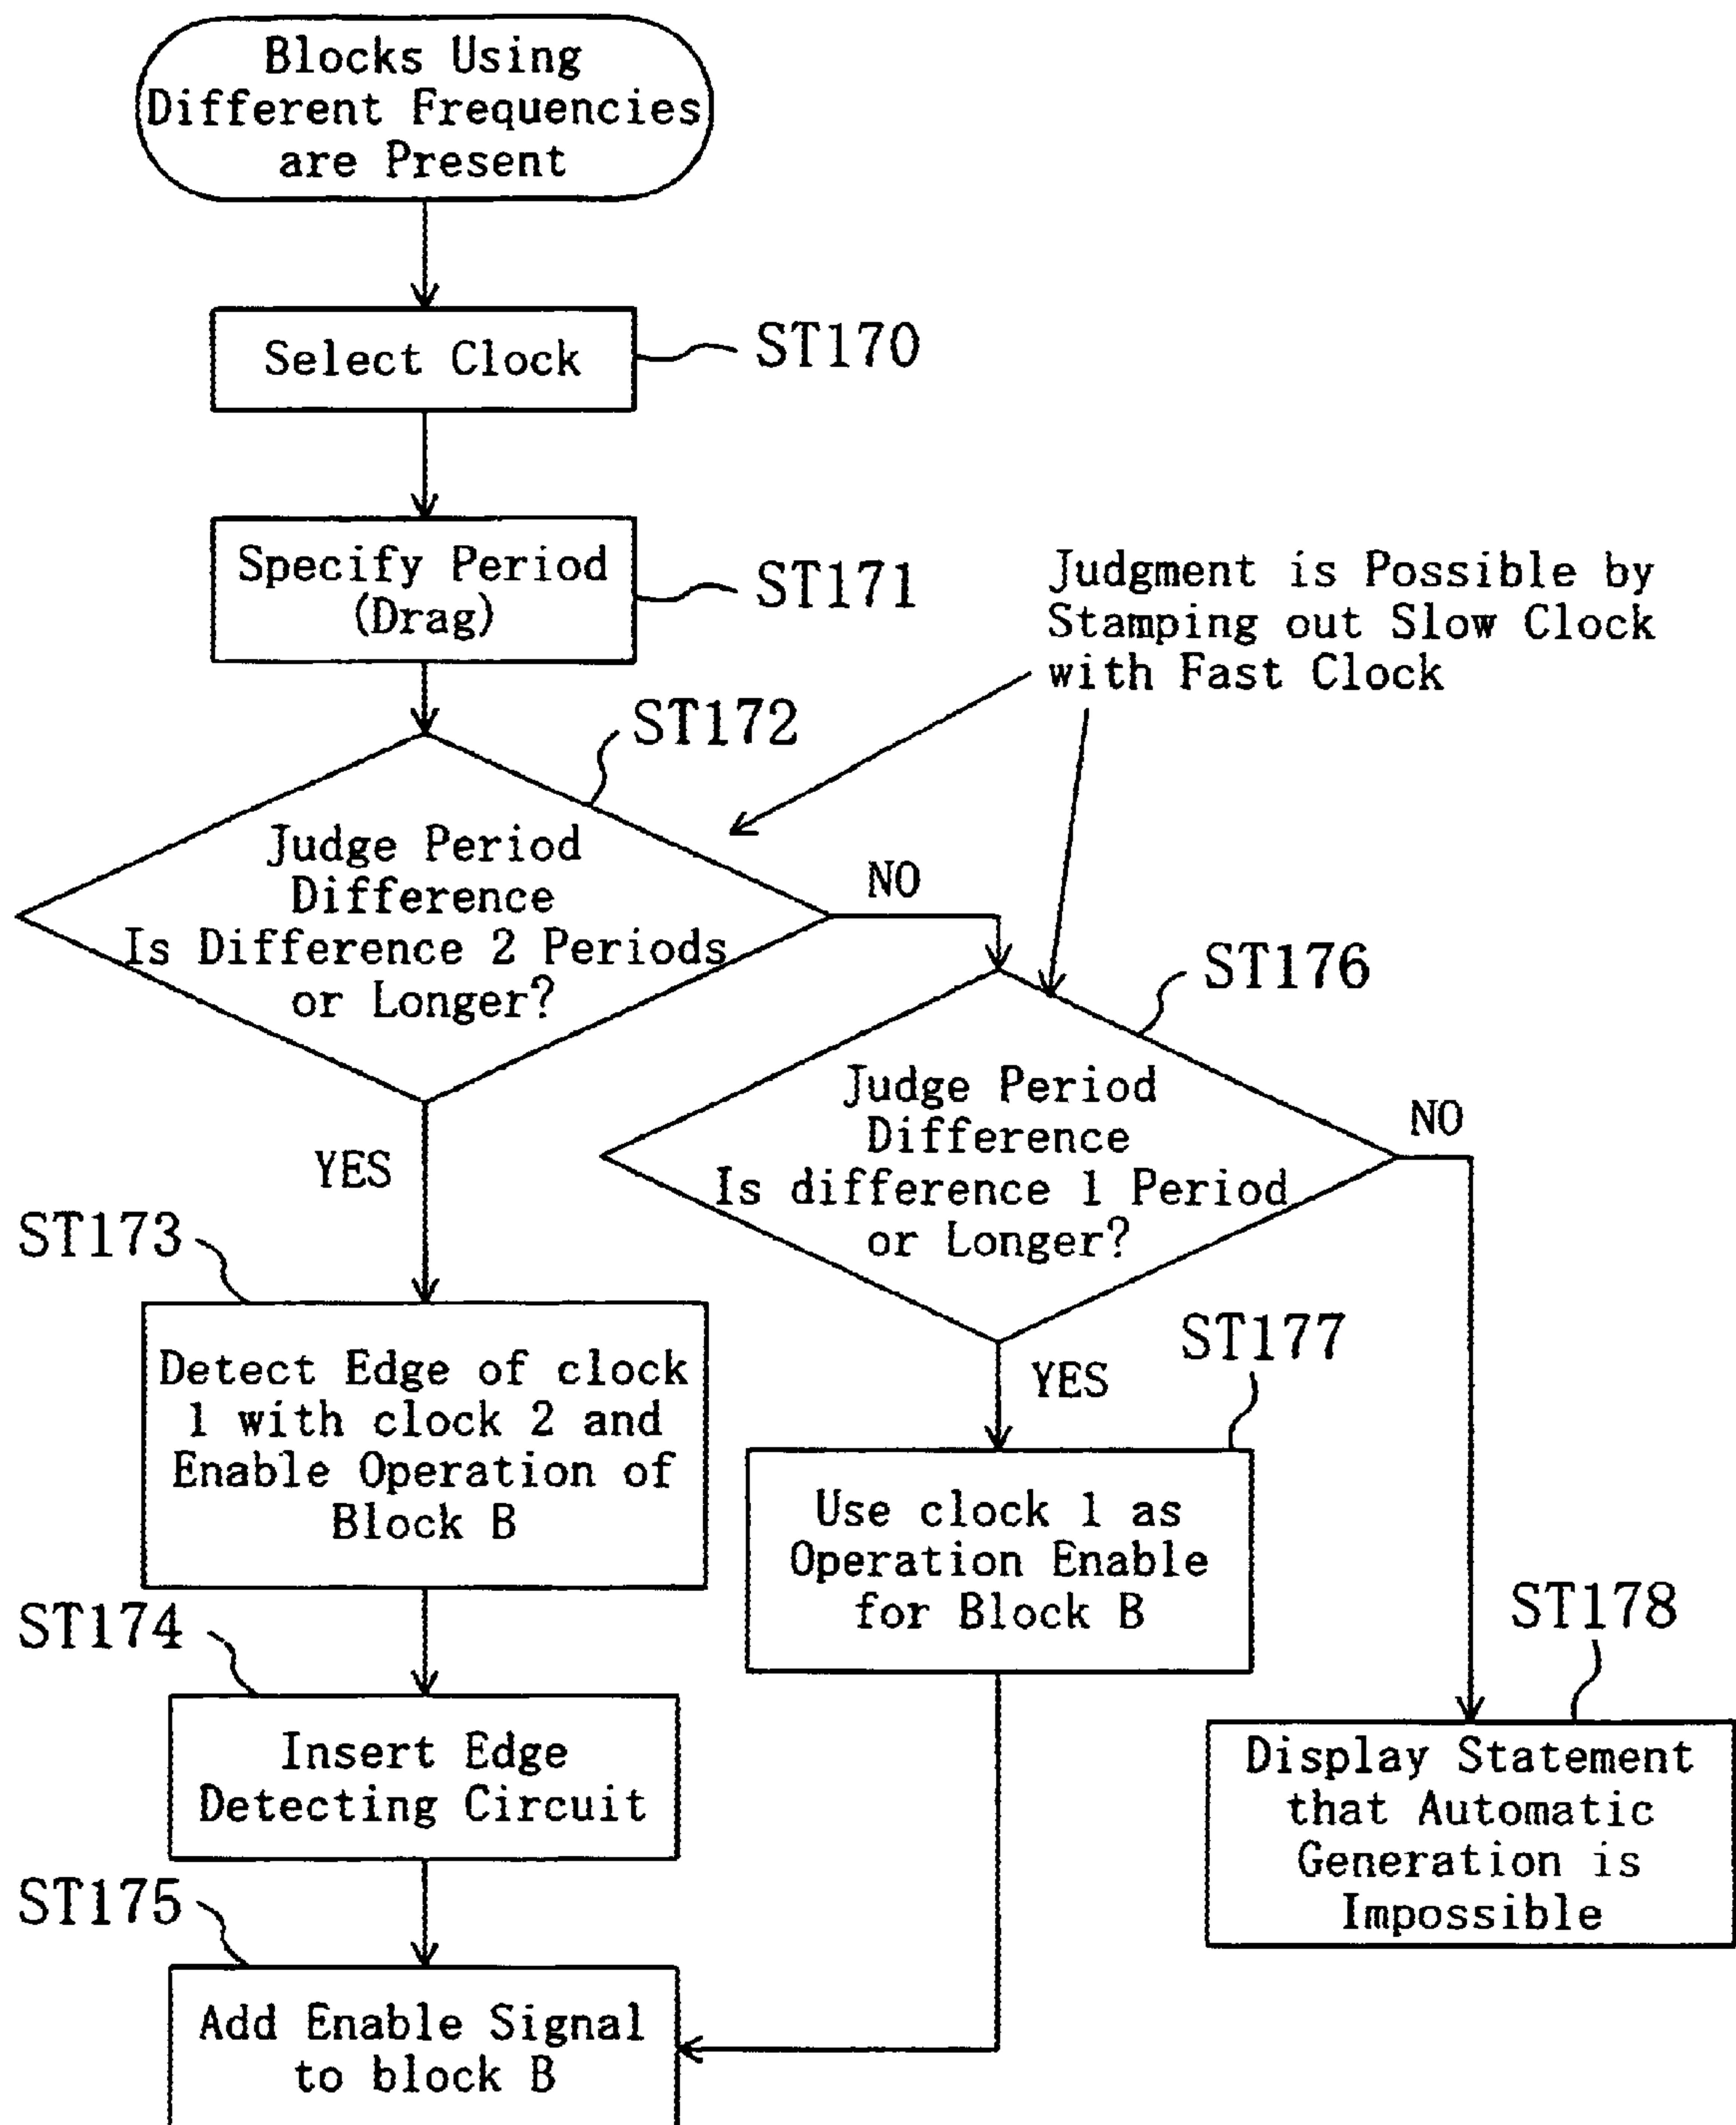 Blocks Using
Different Frequencies
are Present
Select Clock
ST170
Specify Period
(Drag)
ST171
Judgment is Possible by
Stamping out Slow Clock
with Fast Clock
ST172
Judge Period
Difference
Is Difference 2 Periods
or Longer?
NO
YES
ST176
Judge Period
Difference
Is difference 1 Period
or Longer?
NO
YES
ST173
Detect Edge of clock
1 with clock 2 and
Enable Operation of
Block B
ST177
Use clock 1 as
Operation Enable
for Block B
ST174
Insert Edge
Detecting Circuit
ST178
Display Statement
that Automatic
Generation is
Impossible
ST175
Add Enable Signal
to block B